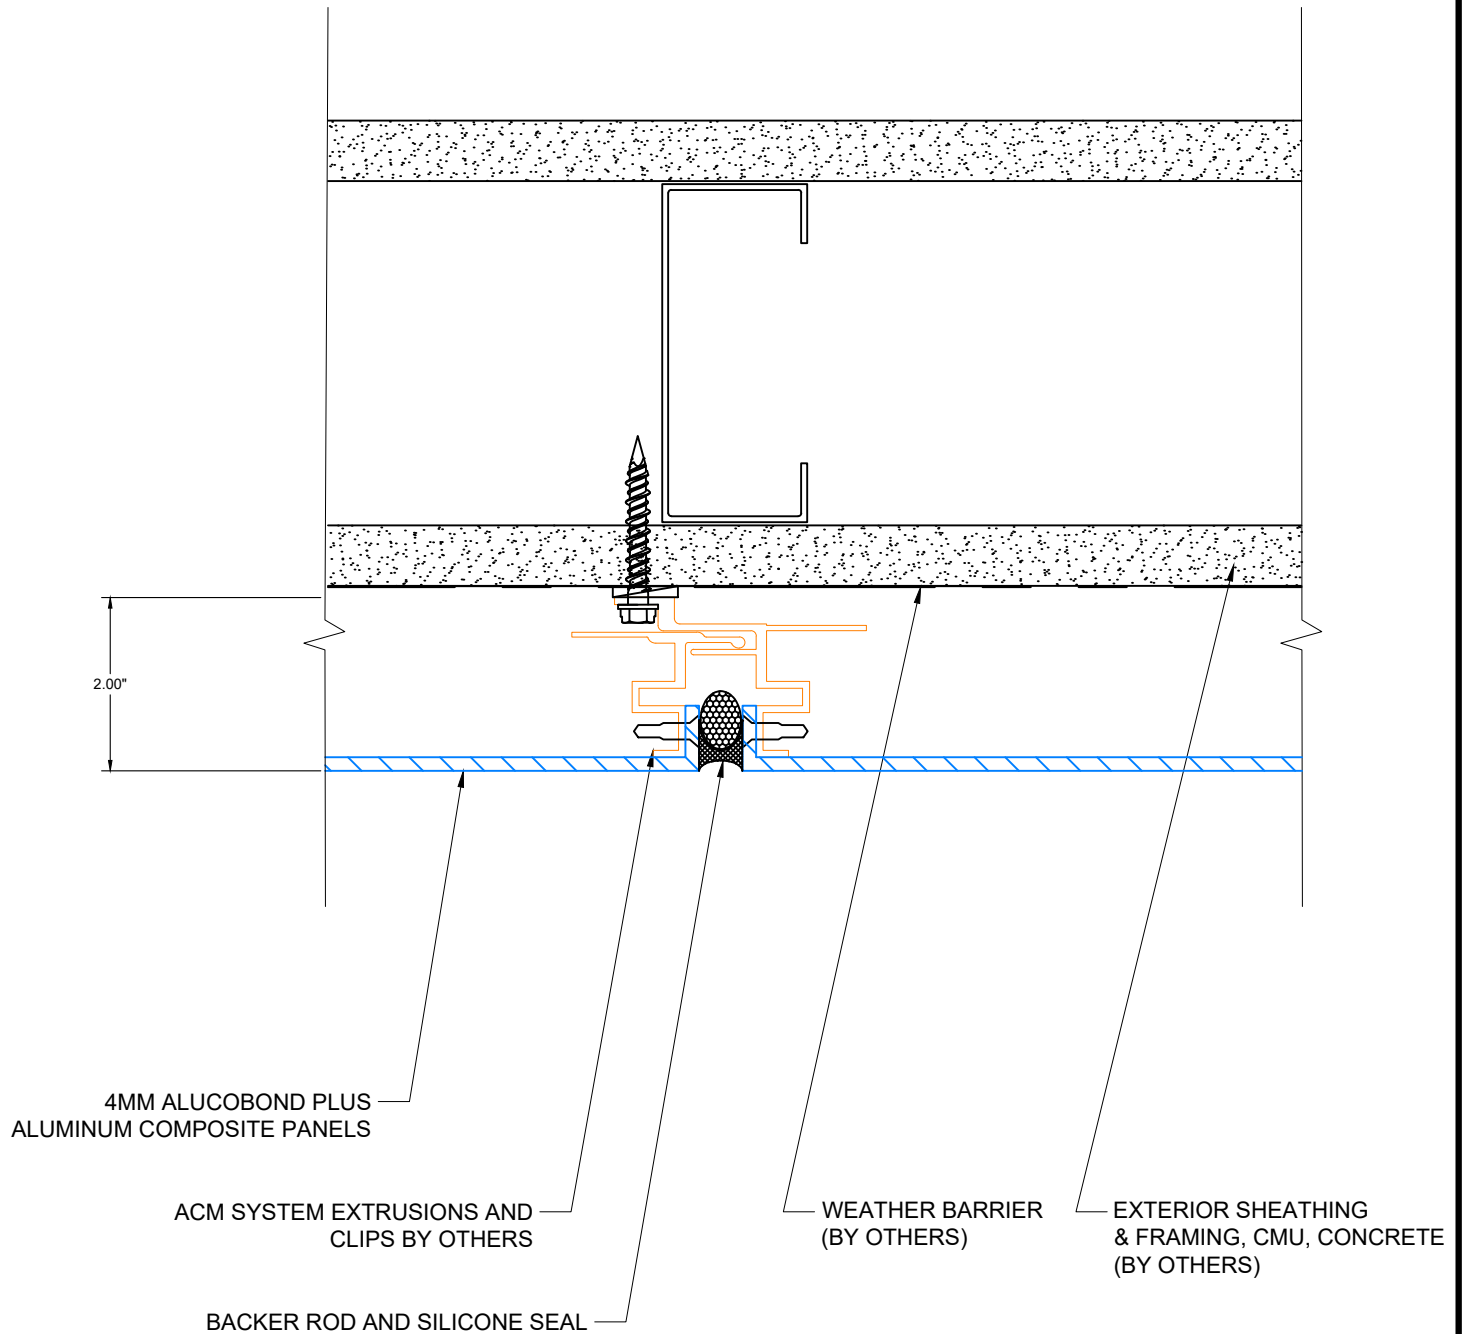 2.00"
4MM ALUCOBOND PLUS
ALUMINUM COMPOSITE PANELS
ACM SYSTEM EXTRUSIONS AND
CLIPS BY OTHERS
BACKER ROD AND SILICONE SEAL
WEATHER BARRIER
(BY OTHERS)
EXTERIOR SHEATHING
& FRAMING, CMU, CONCRETE
(BY OTHERS)